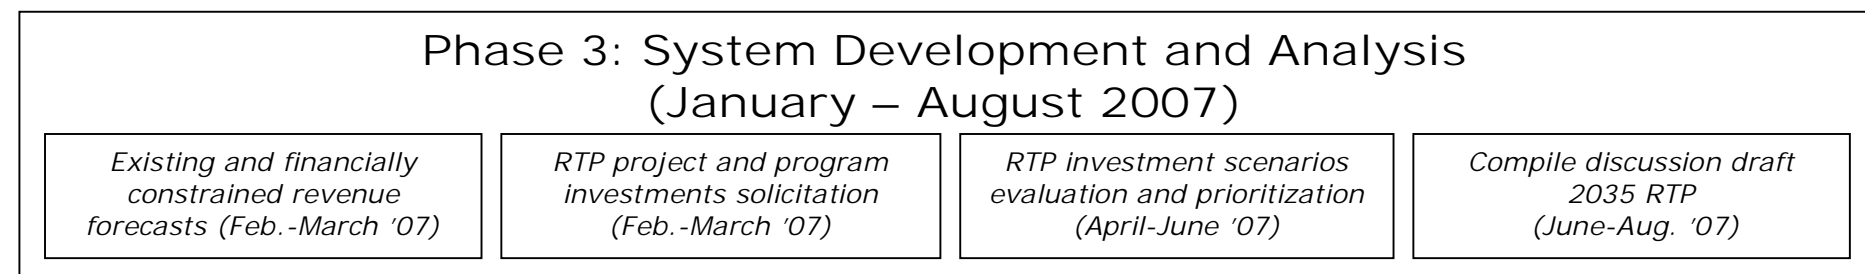 Phase 3: System Development and Analysis
(January – August 2007)
Existing and financially
constrained revenue
forecasts (Feb.-March ’07)
RTP project and program
investments solicitation
(Feb.-March ’07)
RTP investment scenarios
evaluation and prioritization
(April-June ’07)
Compile discussion draft
2035 RTP
(June-Aug. ’07)